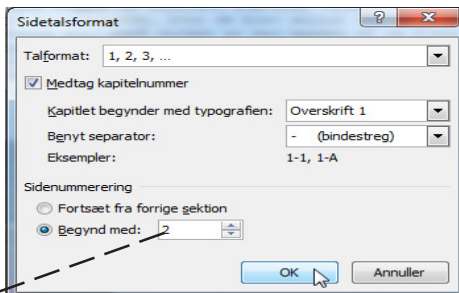 Sidetalsformat
Talformat: 1, 2, 3, ...
Medtag kapitelnummer
Kapitlet begynder med typografien: Overskrift 1
Benyt separator: - (bindestreg)
Eksempler: 1-1, 1-A
Sidenummerering
Fortsæt fra forrige sektion
Begynd med: 2
OK Annuller